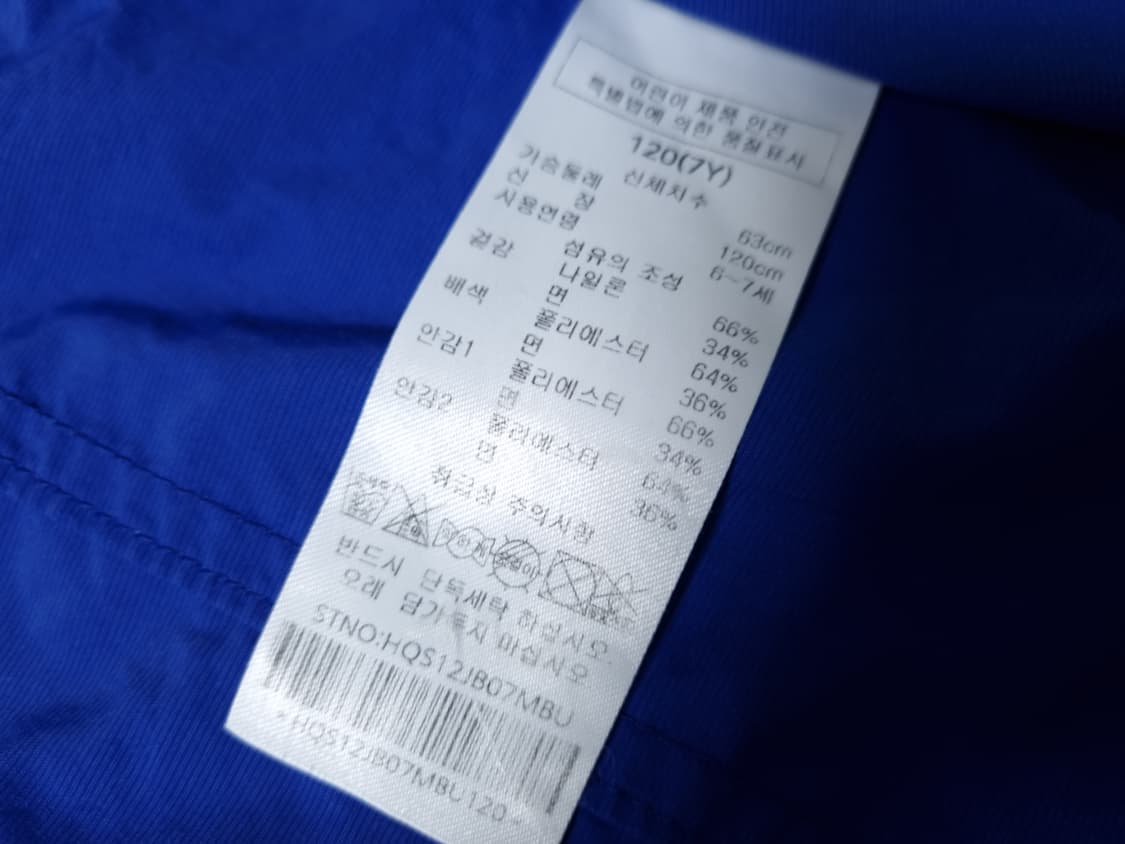 어린이 제품 안전
특별법에 의한 품질표시
120(7Y)
신체치수
가슴둘레 63cm
신 장 120cm
사용연령 6~7세
섬유의 조성
겉감 나일론 66%
면 34%
배색 폴리에스터 64%
면 36%
안감1 폴리에스터 66%
면 34%
안감2 폴리에스터 64%
면 36%
취급상 주의사항
반드시 단독세탁 하십시오.
오래 담가두지 마십시오
STNO:HQS12JB07MBU
*HQS12JB07MBU120*